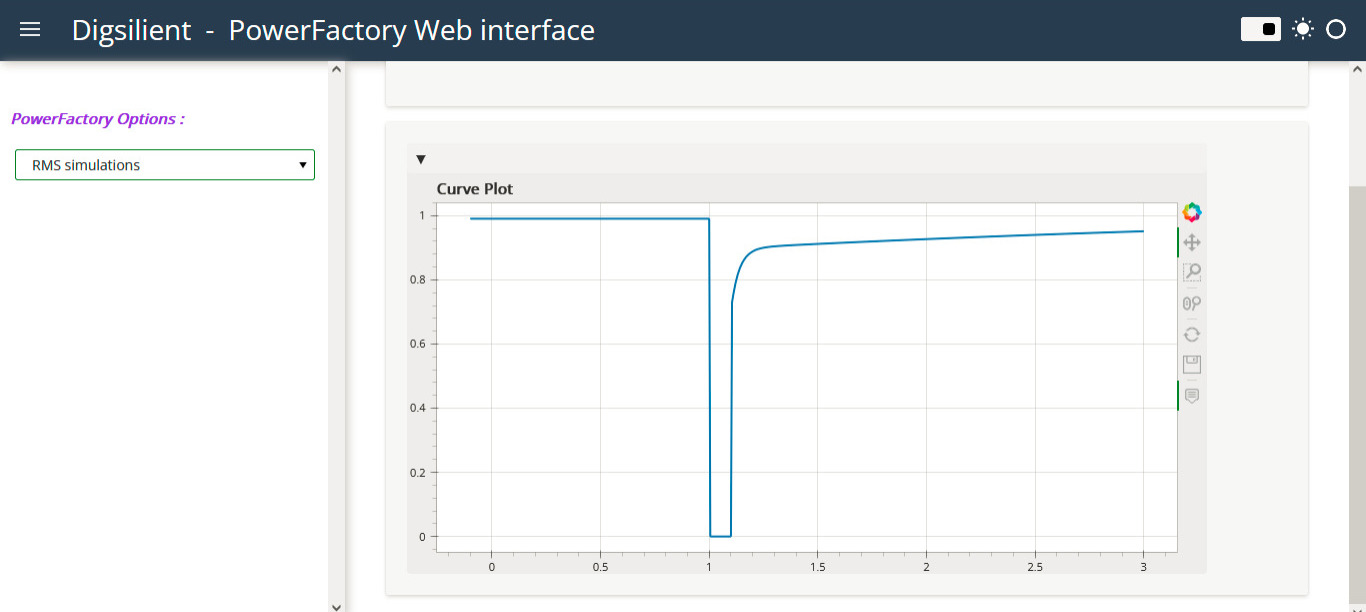 Digsilient - PowerFactory Web interface
PowerFactory Options :
RMS simulations
Curve Plot
1
0.8
0.6
0.4
0.2
0
0 0.5 1 1.5 2 2.5 3